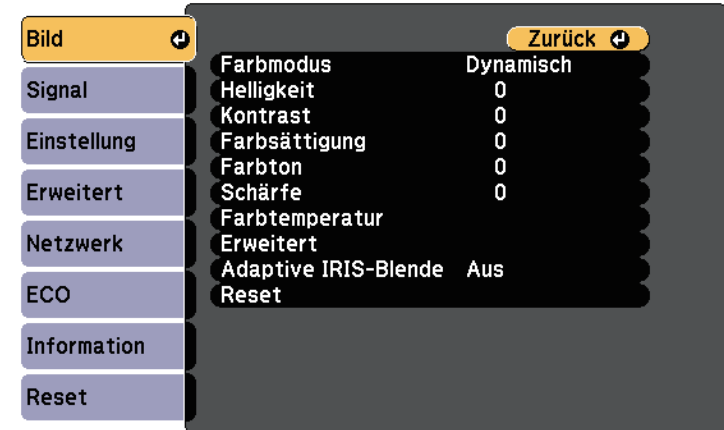 Bild
Signal
Einstellung
Erweitert
Netzwerk
ECO
Information
Reset
Zurück
Farbmodus Dynamisch
Helligkeit 0
Kontrast 0
Farbsättigung 0
Farbton 0
Schärfe 0
Farbtemperatur
Erweitert
Adaptive IRIS-Blende Aus
Reset